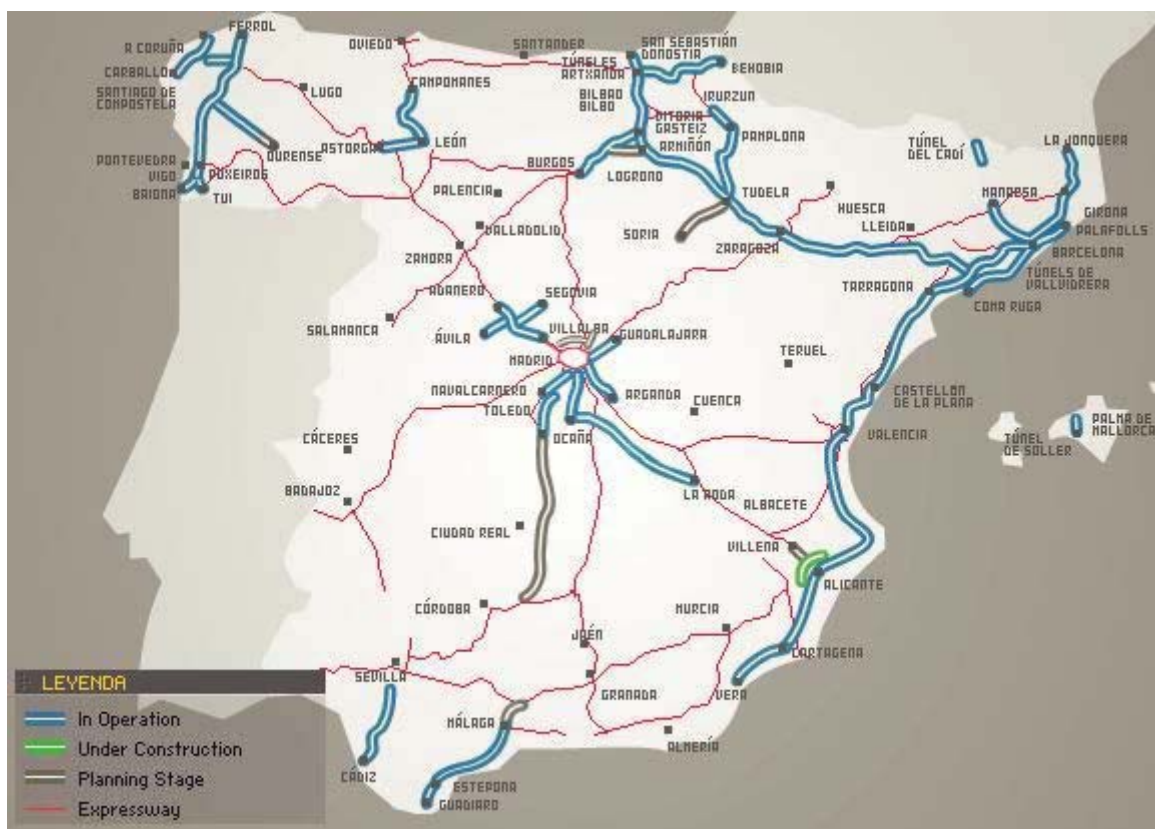 FERROL
A CORUÑA
CARBALLO
SANTIAGO DE
COMPOSTELA
LUGO
OURENSE
PONTEVEDRA
VIGO
PUXEIROS
BAIONA
TUI
OVIEDO
CAMPOMANES
ASTORGA
LEÓN
SANTANDER
SAN SEBASTIÁN
DONOSTIA
TÚNELES
ARTXANDA
BEHOBIA
BILBAO
BILBO
IRURZUN
VITORIA
GASTEIZ
PAMPLONA
ARMIÑÓN
BURGOS
LOGRONO
PALENCIA
VALLADOLID
ZAMORA
SORIA
TUDELA
HUESCA
ZARAGOZA
LLEIDA
TÚNEL
DEL CADÍ
LA JONQUERA
MANRESA
GIRONA
PALAFOLLS
BARCELONA
TÚNELS DE
VALLVIDRERA
TARRAGONA
COMA RUGA
ADANERO
SEGOVIA
SALAMANCA
ÁVILA
VILLALBA
GUADALAJARA
MADRID
TERUEL
NAVALCARNERO
ARGANDA
TOLEDO
CUENCA
OCAÑA
CASTELLÓN
DE LA PLANA
VALENCIA
PALMA DE
MALLORCA
TÚNEL
DE SOLLER
CÁCERES
BADAJOZ
LA RODA
ALBACETE
CIUDAD REAL
VILLENA
ALICANTE
CÓRDOBA
JAÉN
MURCIA
CARTAGENA
SEVILLA
GRANADA
VERA
MÁLAGA
ALMERÍA
CÁDIZ
ESTEPONA
GUADIARO
LEYENDA
In Operation
Under Construction
Planning Stage
Expressway